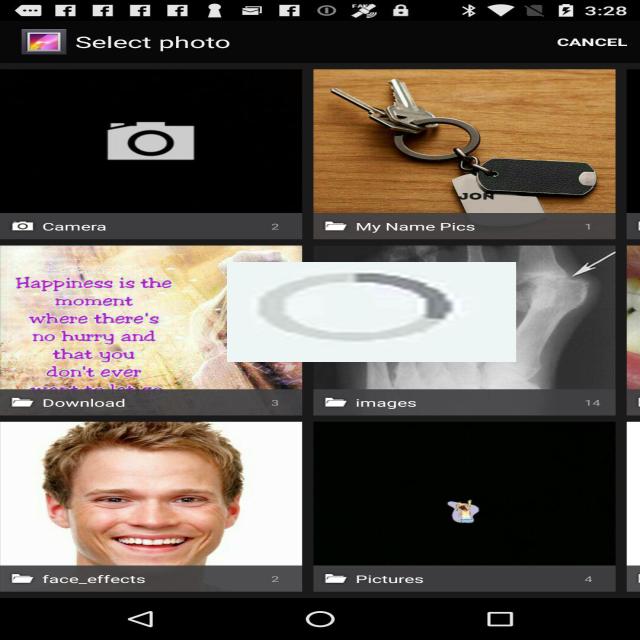 3:28
Select photo
CANCEL
JON
Camera
2
My Name Pics
1
Happiness is the
moment
where there's
no hurry and
that you
don't ever
Download
3
images
14
face_effects
2
Pictures
4